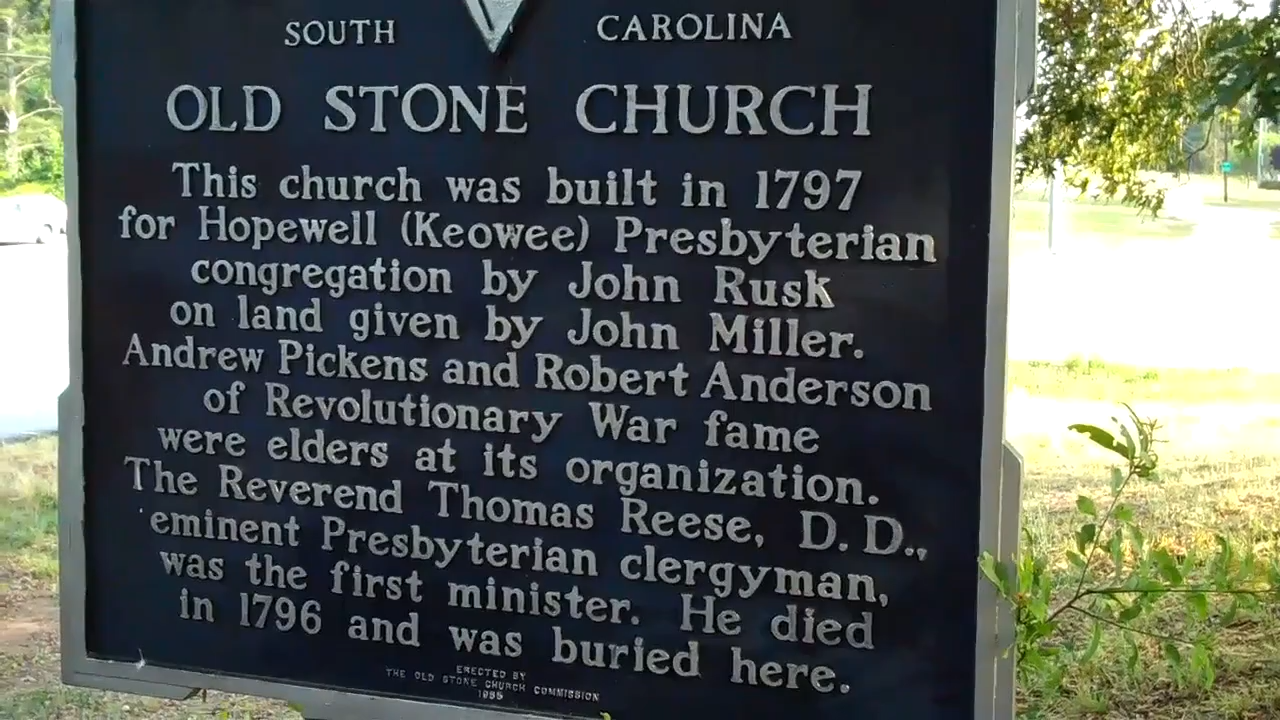 SOUTH CAROLINA
OLD STONE CHURCH
This church was built in 1797
for Hopewell (Keowee) Presbyterian
congregation by John Rusk
on land given by John Miller.
Andrew Pickens and Robert Anderson
of Revolutionary War fame
were elders at its organization.
The Reverend Thomas Reese, D.D.,
eminent Presbyterian clergyman,
was the first minister. He died
in 1796 and was buried here.
ERECTED BY
THE OLD STONE CHURCH COMMISSION
1955